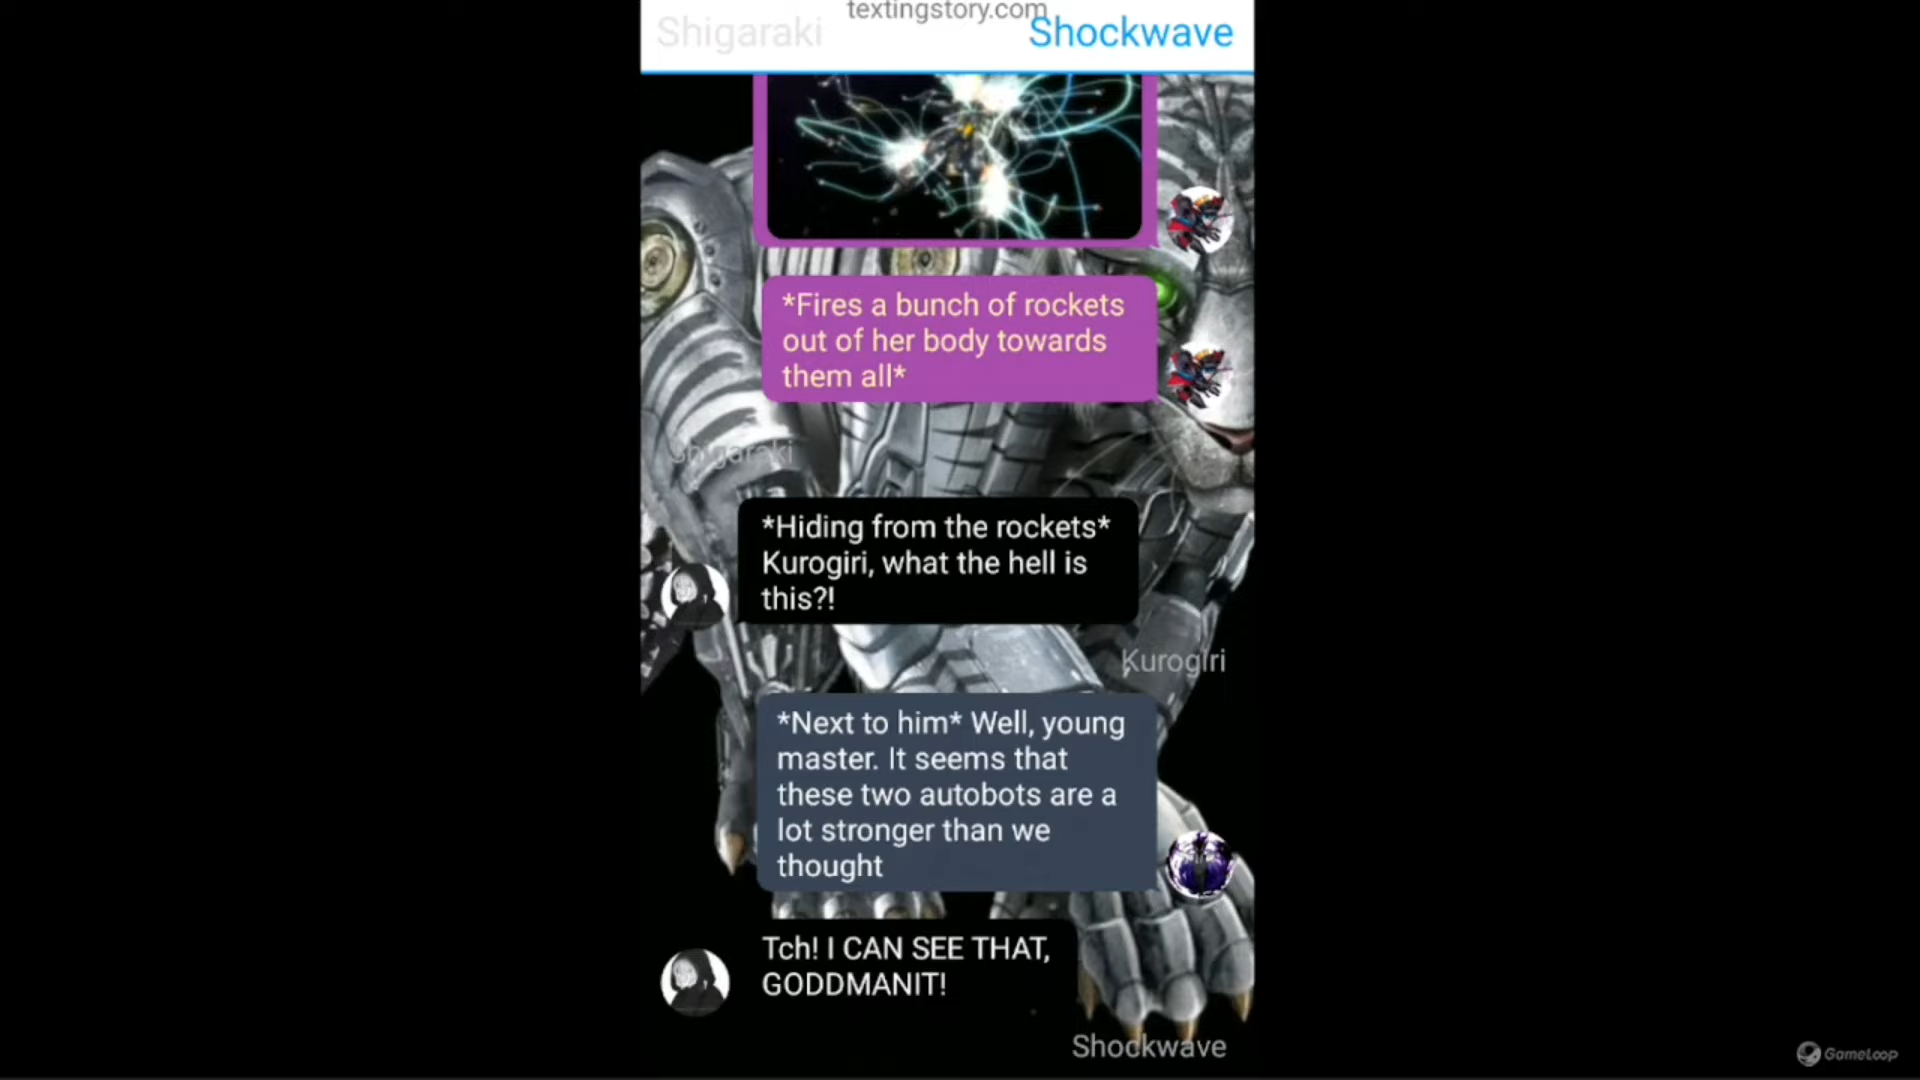 textingstory.com
Shigaraki
Shockwave
*Fires a bunch of rockets
out of her body towards
them all*
Shigaraki
*Hiding from the rockets*
Kurogiri, what the hell is
this?!
Kurogiri
*Next to him* Well, young
master. It seems that
these two autobots are a
lot stronger than we
thought
Tch! I CAN SEE THAT,
GODDMANIT!
Shockwave
GameLoop